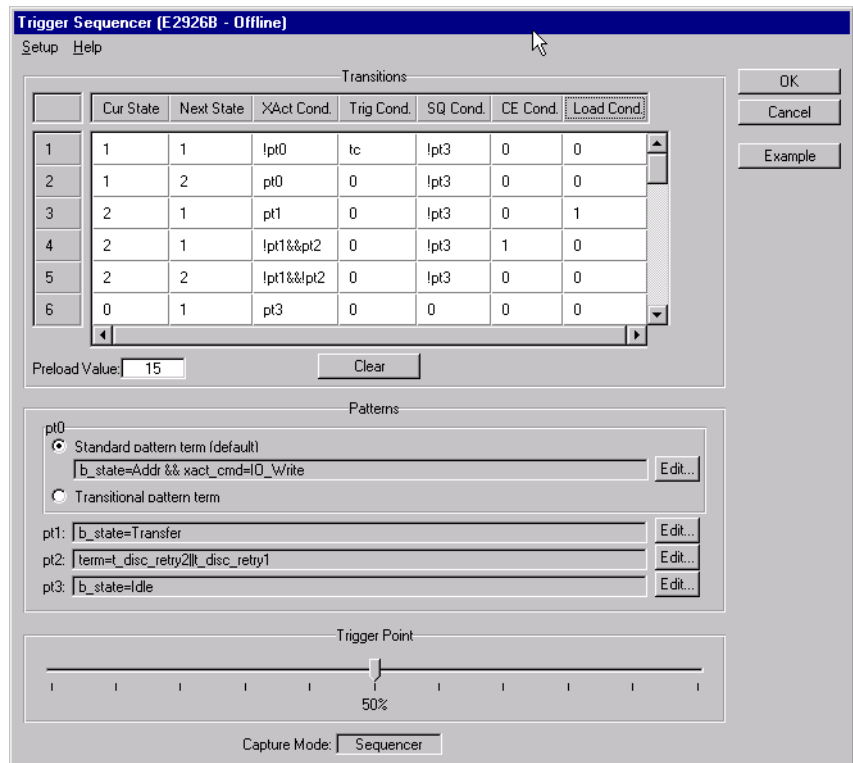 Trigger Sequencer (E2926B - Offline)
Setup Help
Transitions
Cur State Next State XAct Cond. Trig Cond. SQ Cond. CE Cond. Load Cond.
1 1 1 !pt0 tc !pt3 0 0
2 1 2 pt0 0 !pt3 0 0
3 2 1 pt1 0 !pt3 0 1
4 2 1 !pt1&&pt2 0 !pt3 1 0
5 2 2 !pt1&&!pt2 0 !pt3 0 0
6 0 1 pt3 0 0 0 0
Preload Value: 15 Clear
OK
Cancel
Example
Patterns
pt0
Standard pattern term (default)
b_state=Addr && xact_cmd=IO_Write Edit...
Transitional pattern term
pt1: b_state=Transfer Edit...
pt2: term=t_disc_retry2||t_disc_retry1 Edit...
pt3: b_state=Idle Edit...
Trigger Point
50%
Capture Mode: Sequencer